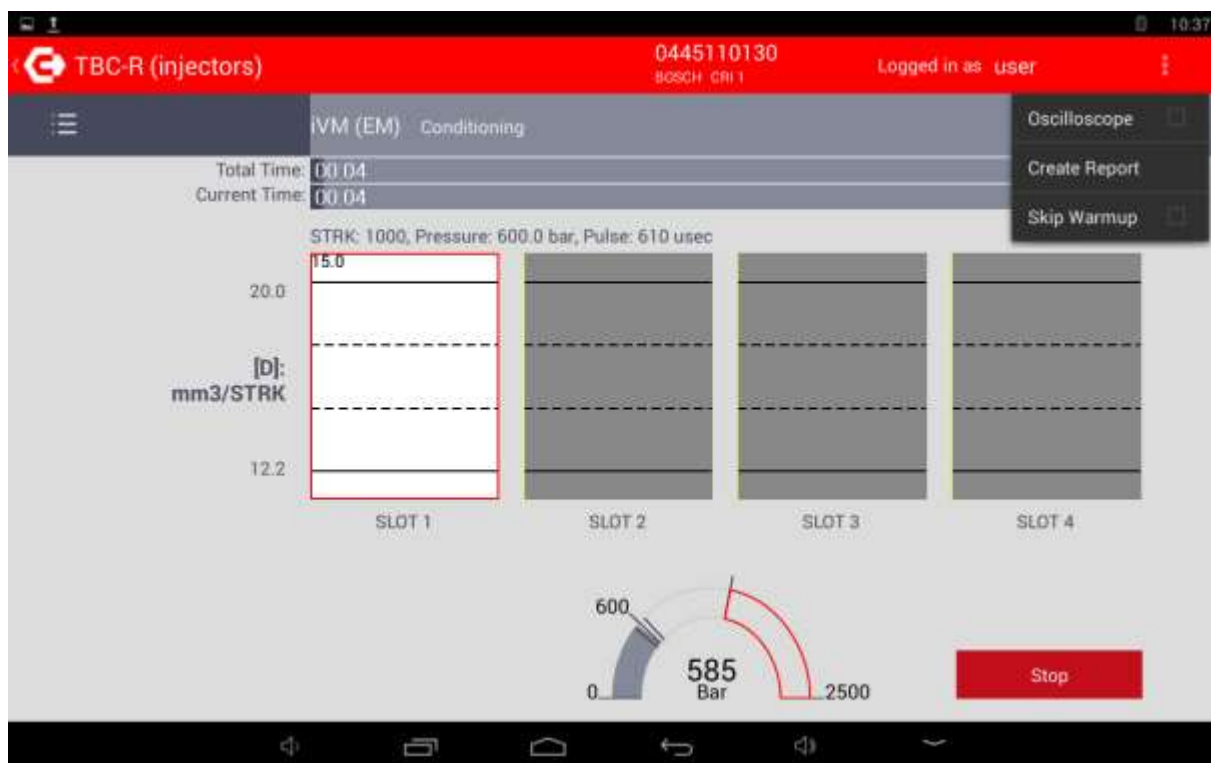 10:37
TBC-R (injectors)
0445110130
BOSCH CRI 1
Logged in as user
iVM (EM) Conditioning
Oscilloscope
Create Report
Skip Warmup
Total Time: 00:04
Current Time: 00:04
STRK: 1000, Pressure: 600.0 bar, Pulse: 610 usec
15.0
20.0
[D]:
mm3/STRK
12.2
SLOT 1 SLOT 2 SLOT 3 SLOT 4
600
585
Bar
0 2500
Stop